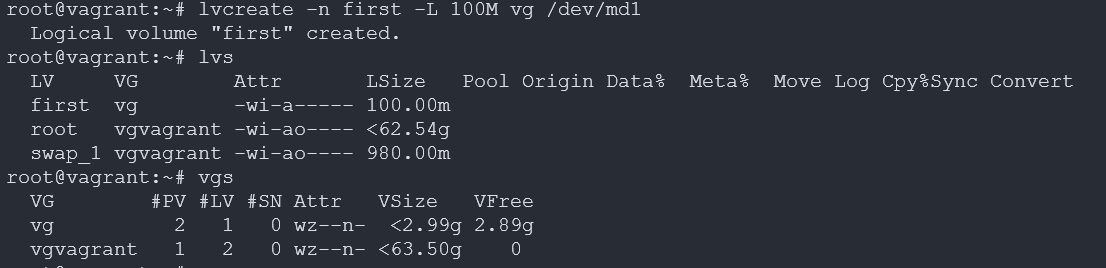 root@vagrant:~# lvcreate -n first -L 100M vg /dev/md1
  Logical volume "first" created.
root@vagrant:~# lvs
  LV     VG        Attr       LSize   Pool Origin Data%  Meta%  Move Log Cpy%Sync Convert
  first  vg        -wi-a----- 100.00m
  root   vgvagrant -wi-ao---- <62.54g
  swap_1 vgvagrant -wi-ao---- 980.00m
root@vagrant:~# vgs
  VG        #PV #LV #SN Attr   VSize   VFree
  vg          2   1   0 wz--n-  <2.99g 2.89g
  vgvagrant   1   2   0 wz--n- <63.50g    0